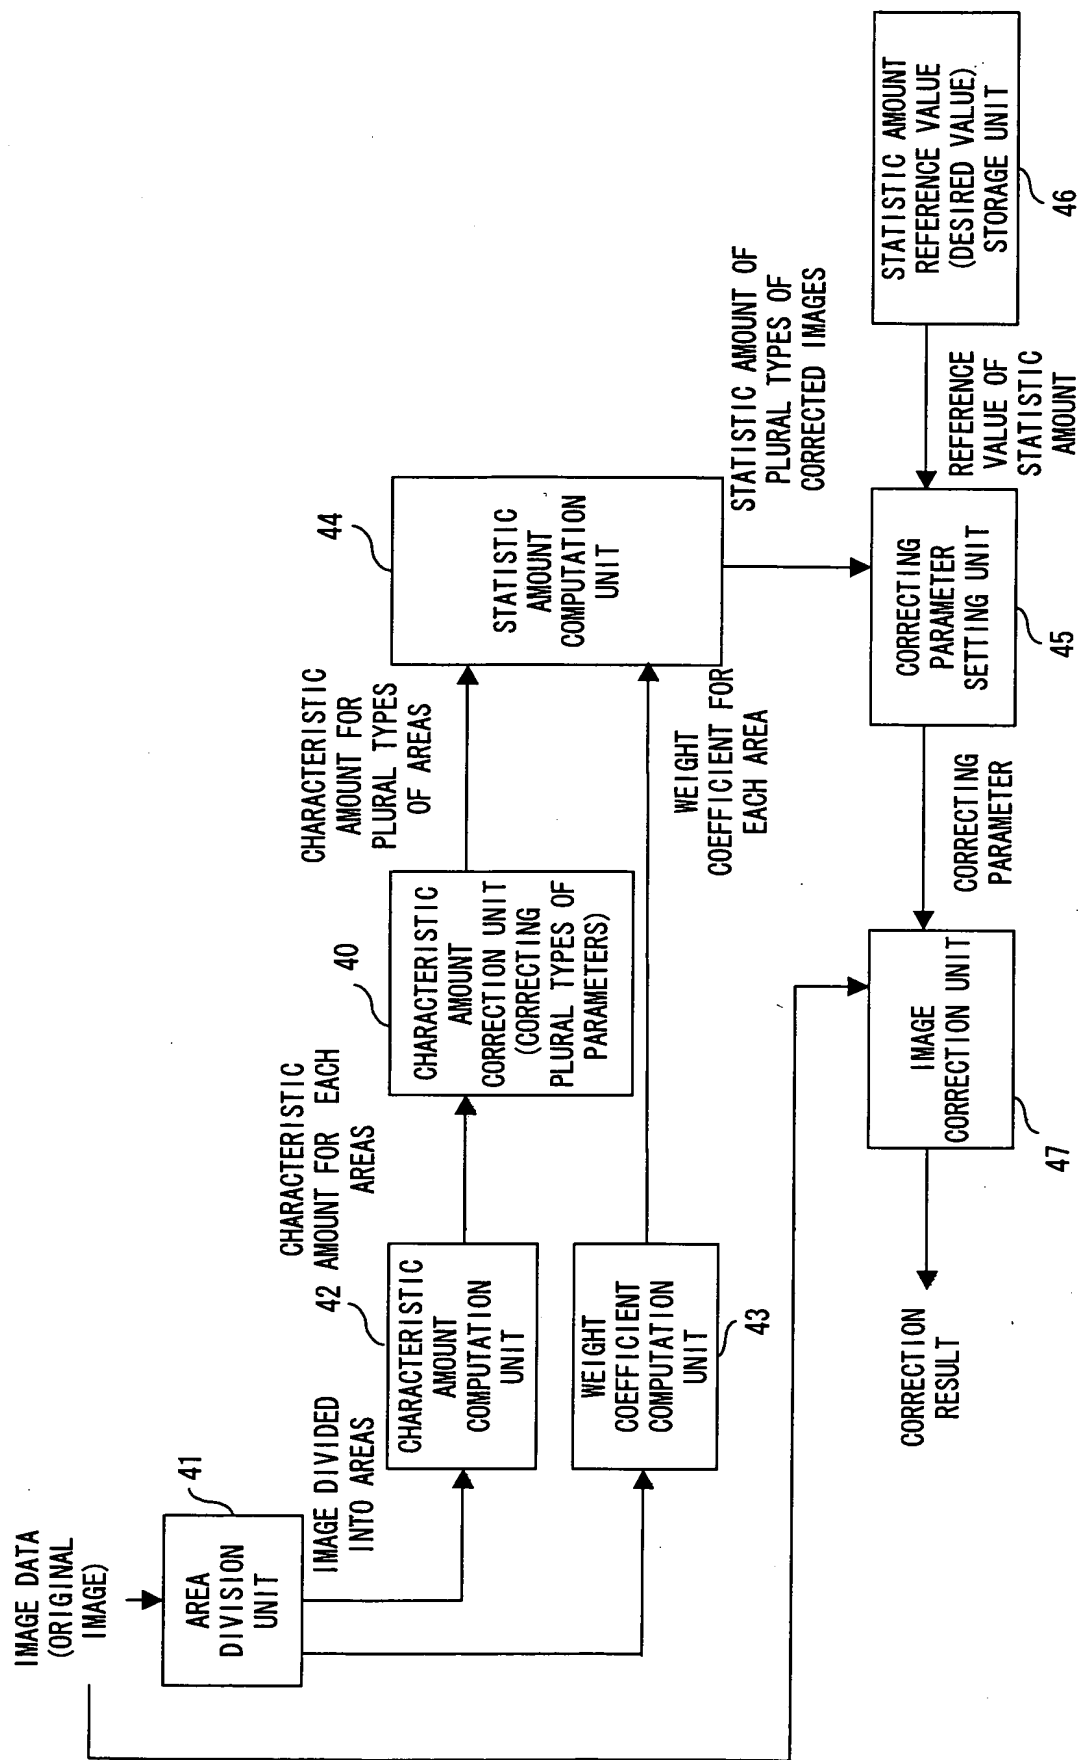 IMAGE DATA
(ORIGINAL
IMAGE)
41
AREA
DIVISION
UNIT
IMAGE DIVIDED
INTO AREAS
42
CHARACTERISTIC
AMOUNT
COMPUTATION
UNIT
WEIGHT
COEFFICIENT
COMPUTATION
UNIT
43
CHARACTERISTIC
AMOUNT FOR EACH
AREAS
40
CHARACTERISTIC
AMOUNT
CORRECTION UNIT
(CORRECTING
PLURAL TYPES OF
PARAMETERS)
CHARACTERISTIC
AMOUNT FOR
PLURAL TYPES
OF AREAS
WEIGHT
COEFFICIENT FOR
EACH AREA
44
STATISTIC
AMOUNT
COMPUTATION
UNIT
STATISTIC AMOUNT OF
PLURAL TYPES OF
CORRECTED IMAGES
STATISTIC AMOUNT
REFERENCE VALUE
(DESIRED VALUE)
STORAGE UNIT
46
REFERENCE
VALUE OF
STATISTIC
AMOUNT
CORRECTING
PARAMETER
SETTING UNIT
45
CORRECTING
PARAMETER
IMAGE
CORRECTION UNIT
47
CORRECTION
RESULT